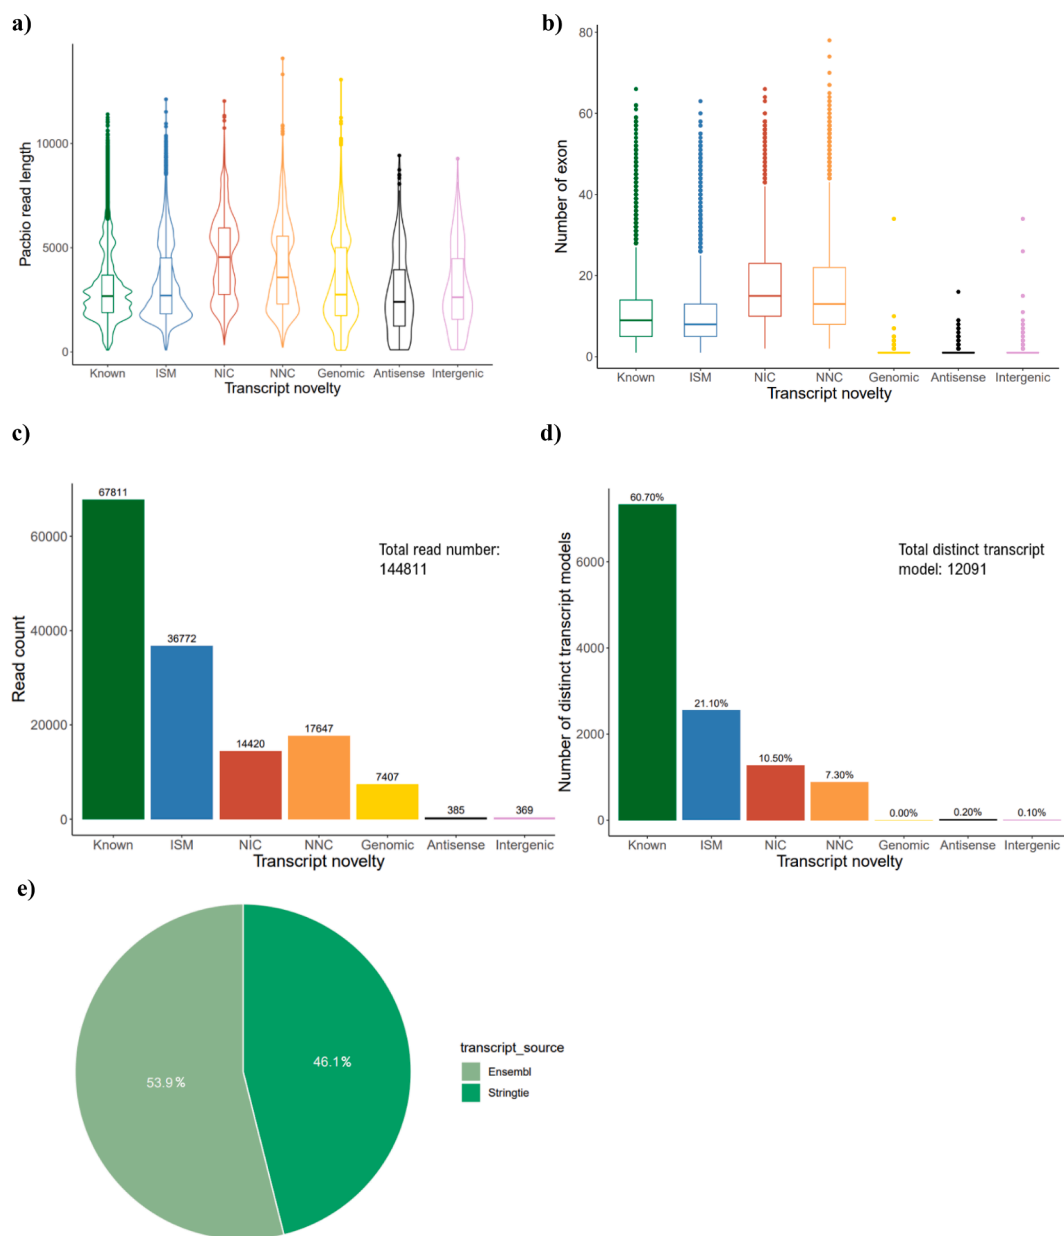 a)
Pacbio read length
10000
5000
0
Known ISM NIC NNC Genomic Antisense Intergenic
Transcript novelty
b)
Number of exon
80
60
40
20
0
Known ISM NIC NNC Genomic Antisense Intergenic
Transcript novelty
c)
Read count
60000
40000
20000
0
67811
36772
14420
17647
7407
385
369
Total read number:
144811
Known ISM NIC NNC Genomic Antisense Intergenic
Transcript novelty
d)
Number of distinct transcript models
6000
4000
2000
0
60.70%
21.10%
10.50%
7.30%
0.00%
0.20%
0.10%
Total distinct transcript
model: 12091
Known ISM NIC NNC Genomic Antisense Intergenic
Transcript novelty
e)
53.9%
46.1%
transcript_source
Ensembl
Stringtie